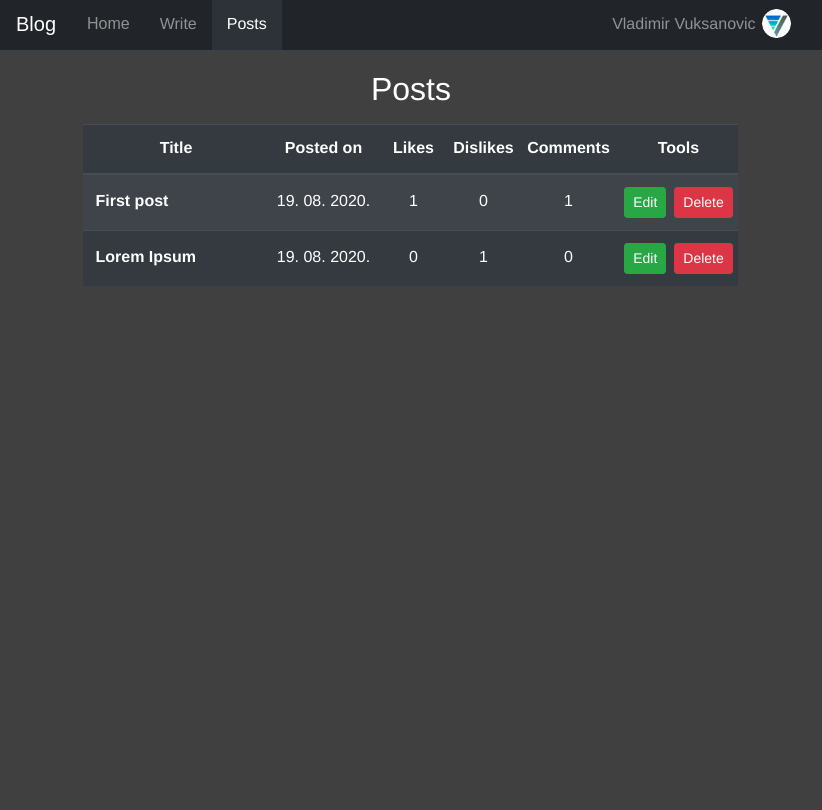 Blog Home Write Posts Vladimir Vuksanovic
Posts
Title Posted on Likes Dislikes Comments Tools
First post 19. 08. 2020. 1 0 1 Edit Delete
Lorem Ipsum 19. 08. 2020. 0 1 0 Edit Delete